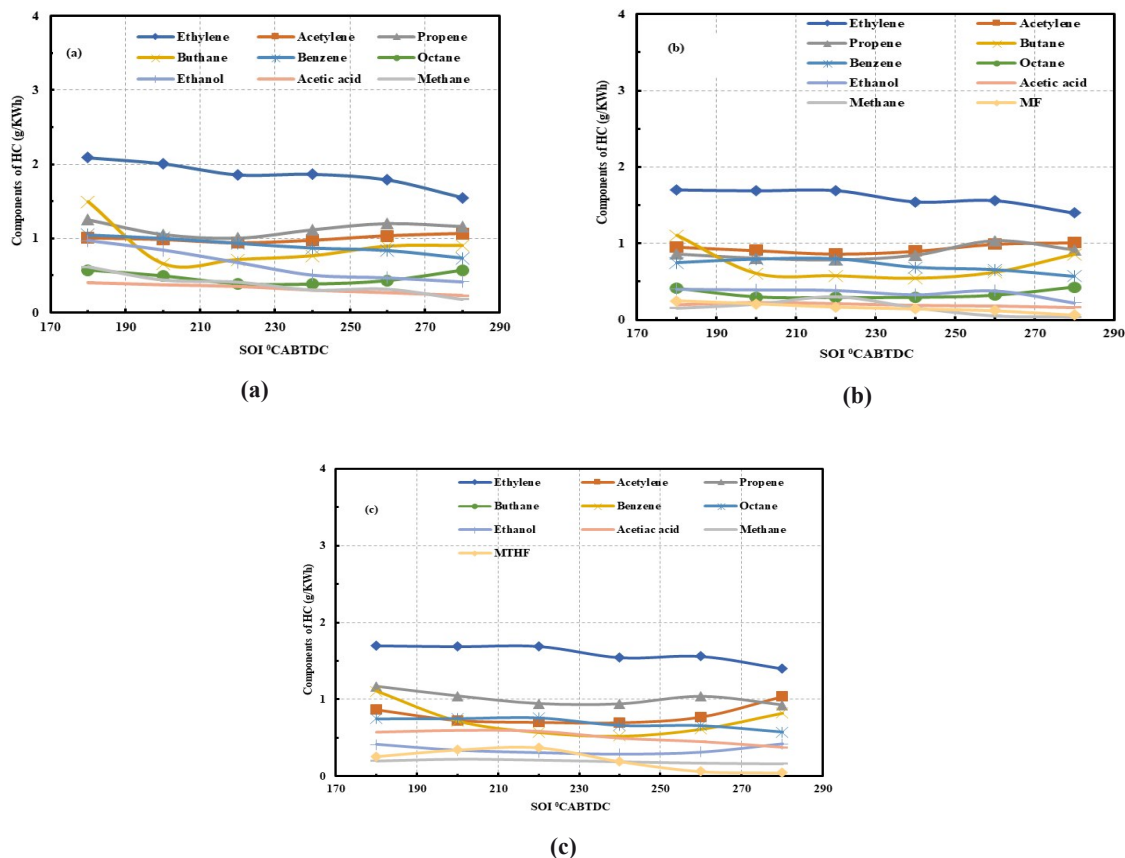 4
3
2
1
0
Components of HC (g/KWh)
(a)
Ethylene Acetylene Propene
Buthane Benzene Octane
Ethanol Acetic acid Methane
170 190 210 230 250 270 290
SOI ⁰CABTDC
(a)
4
3
2
1
0
Components of HC (g/KWh)
(b)
Ethylene Acetylene
Propene Butane
Benzene Octane
Ethanol Acetic acid
Methane MF
170 190 210 230 250 270 290
SOI ⁰CABTDC
(b)
4
3
2
1
0
Components of HC (g/KWh)
(c)
Ethylene Acetylene Propene
Buthane Benzene Octane
Ethanol Acetiac acid Methane
MTHF
170 190 210 230 250 270 290
SOI ⁰CABTDC
(c)